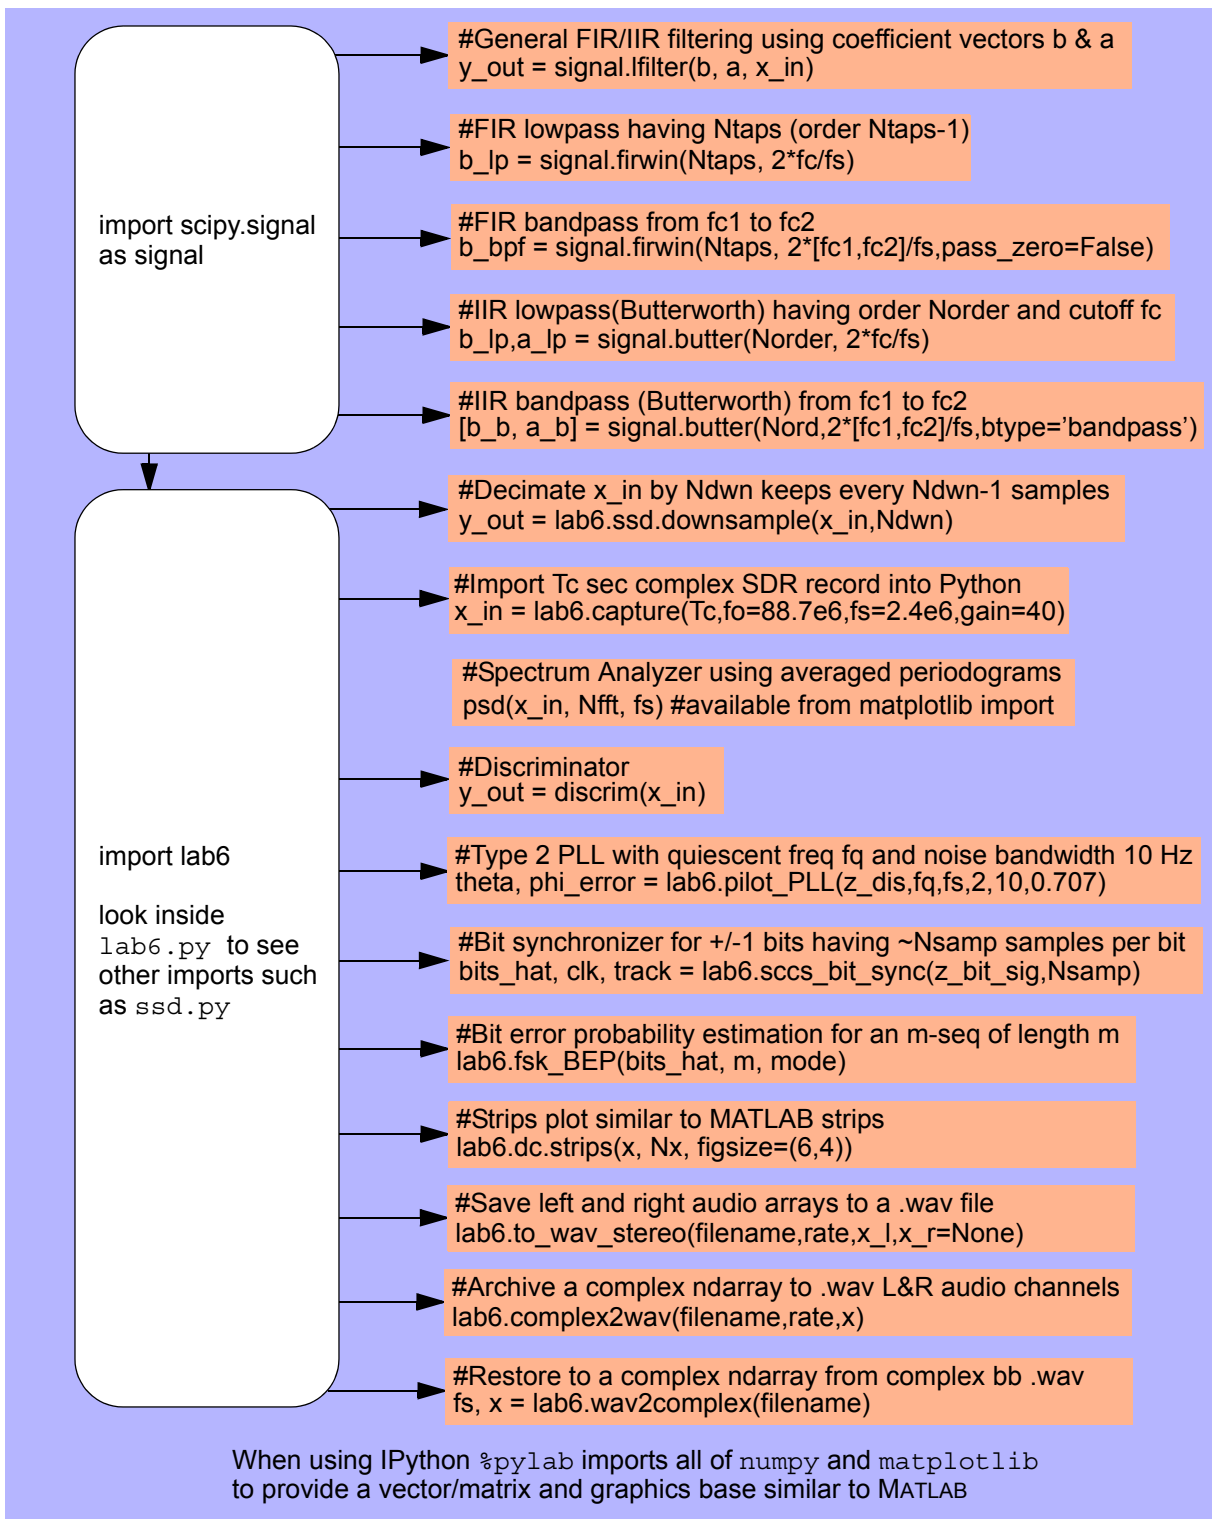 import scipy.signal
as signal
#General FIR/IIR filtering using coefficient vectors b & a
y_out = signal.lfilter(b, a, x_in)
#FIR lowpass having Ntaps (order Ntaps-1)
b_lp = signal.firwin(Ntaps, 2*fc/fs)
#FIR bandpass from fc1 to fc2
b_bpf = signal.firwin(Ntaps, 2*[fc1,fc2]/fs,pass_zero=False)
#IIR lowpass(Butterworth) having order Norder and cutoff fc
b_lp,a_lp = signal.butter(Norder, 2*fc/fs)
#IIR bandpass (Butterworth) from fc1 to fc2
[b_b, a_b] = signal.butter(Nord,2*[fc1,fc2]/fs,btype=’bandpass’)
import lab6
look inside
lab6.py to see
other imports such
as ssd.py
#Decimate x_in by Ndwn keeps every Ndwn-1 samples
y_out = lab6.ssd.downsample(x_in,Ndwn)
#Import Tc sec complex SDR record into Python
x_in = lab6.capture(Tc,fo=88.7e6,fs=2.4e6,gain=40)
#Spectrum Analyzer using averaged periodograms
psd(x_in, Nfft, fs) #available from matplotlib import
#Discriminator
y_out = discrim(x_in)
#Type 2 PLL with quiescent freq fq and noise bandwidth 10 Hz
theta, phi_error = lab6.pilot_PLL(z_dis,fq,fs,2,10,0.707)
#Bit synchronizer for +/-1 bits having ~Nsamp samples per bit
bits_hat, clk, track = lab6.sccs_bit_sync(z_bit_sig,Nsamp)
#Bit error probability estimation for an m-seq of length m
lab6.fsk_BEP(bits_hat, m, mode)
#Strips plot similar to MATLAB strips
lab6.dc.strips(x, Nx, figsize=(6,4))
#Save left and right audio arrays to a .wav file
lab6.to_wav_stereo(filename,rate,x_l,x_r=None)
#Archive a complex ndarray to .wav L&R audio channels
lab6.complex2wav(filename,rate,x)
#Restore to a complex ndarray from complex bb .wav
fs, x = lab6.wav2complex(filename)
When using IPython %pylab imports all of numpy and matplotlib
to provide a vector/matrix and graphics base similar to MATLAB